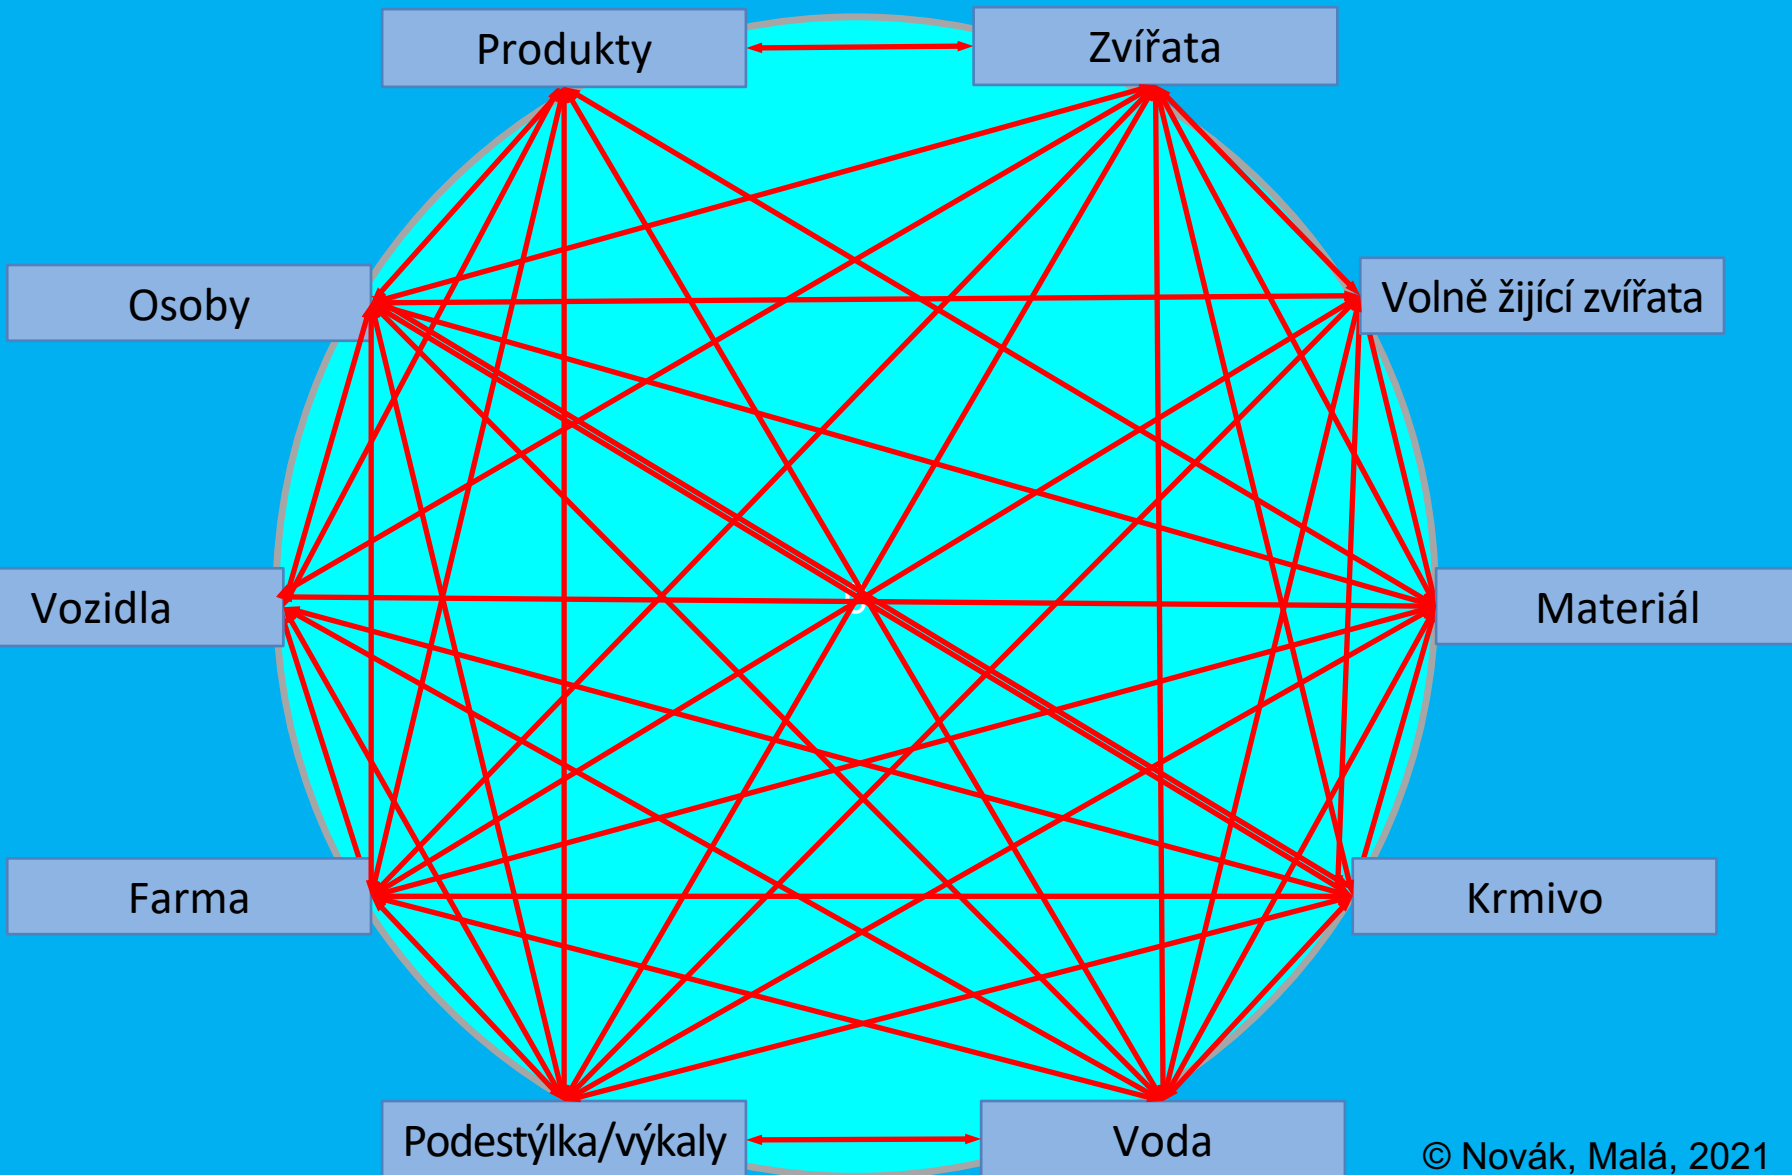 Produkty
Zvířata
Osoby
Volně žijící zvířata
Vozidla
Materiál
Farma
Krmivo
Podestýlka/výkaly
Voda
© Novák, Malá, 2021